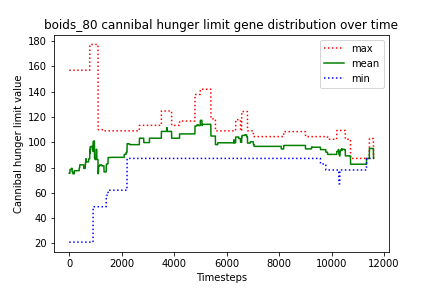 boids_80 cannibal hunger limit gene distribution over time
max
mean
min
Cannibal hunger limit value
180
160
140
120
100
80
60
40
20
0
2000
4000
6000
8000
10000
12000
Timesteps